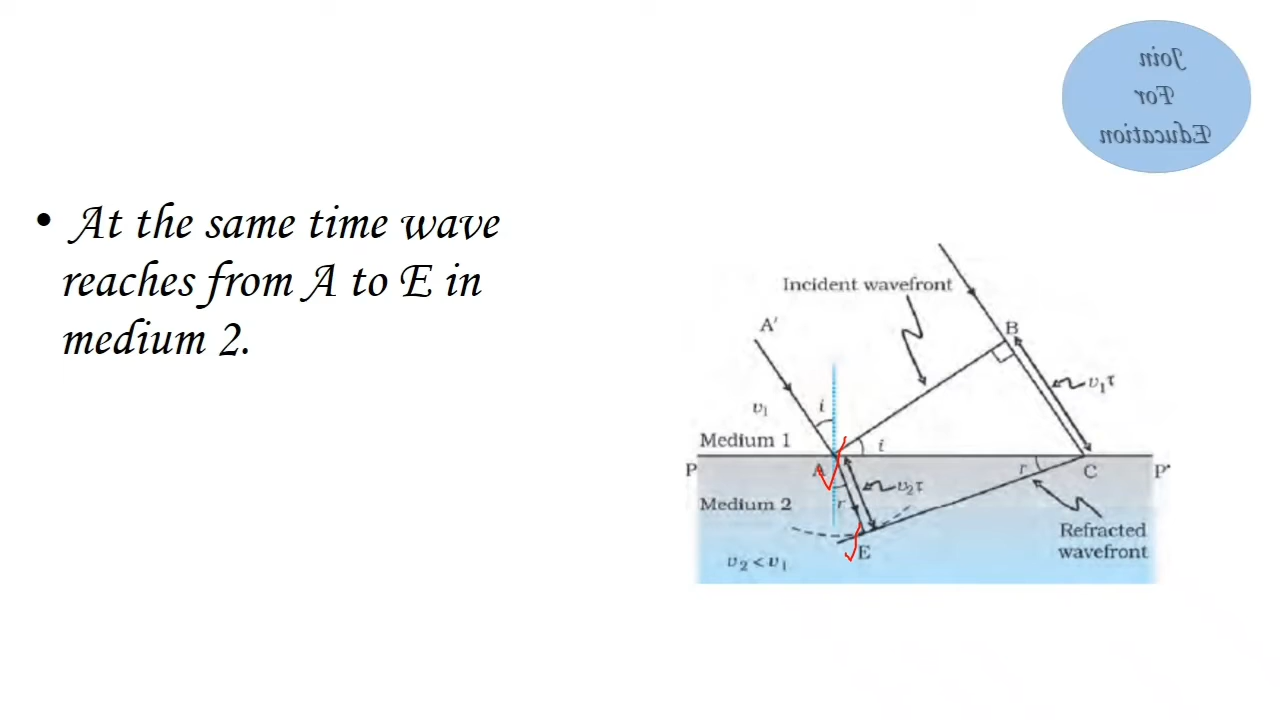 Join
For
Education
• At the same time wave
reaches from A to E in
medium 2.
Incident wavefront
A'
B
v₁τ
v₁
i
Medium 1
i
P
A
r
C
P'
v₂τ
Medium 2
r
Refracted
wavefront
E
v₂ < v₁